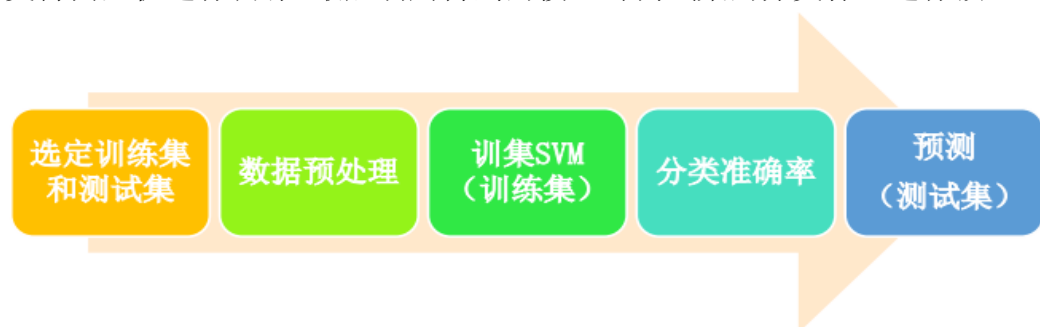 选定训练集
和测试集
数据预处理
训集SVM
（训练集）
分类准确率
预测
（测试集）